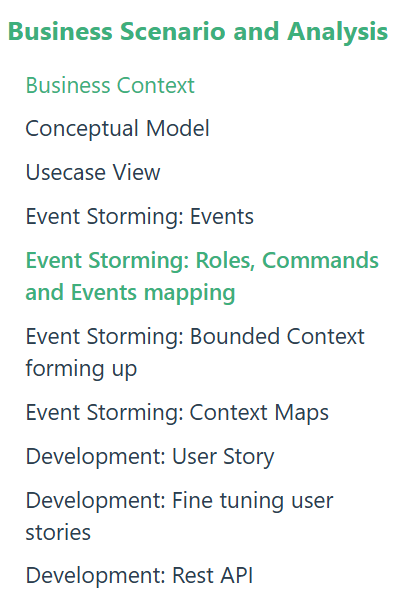 Business Scenario and Analysis
Business Context
Conceptual Model
Usecase View
Event Storming: Events
Event Storming: Roles, Commands
and Events mapping
Event Storming: Bounded Context
forming up
Event Storming: Context Maps
Development: User Story
Development: Fine tuning user
stories
Development: Rest API